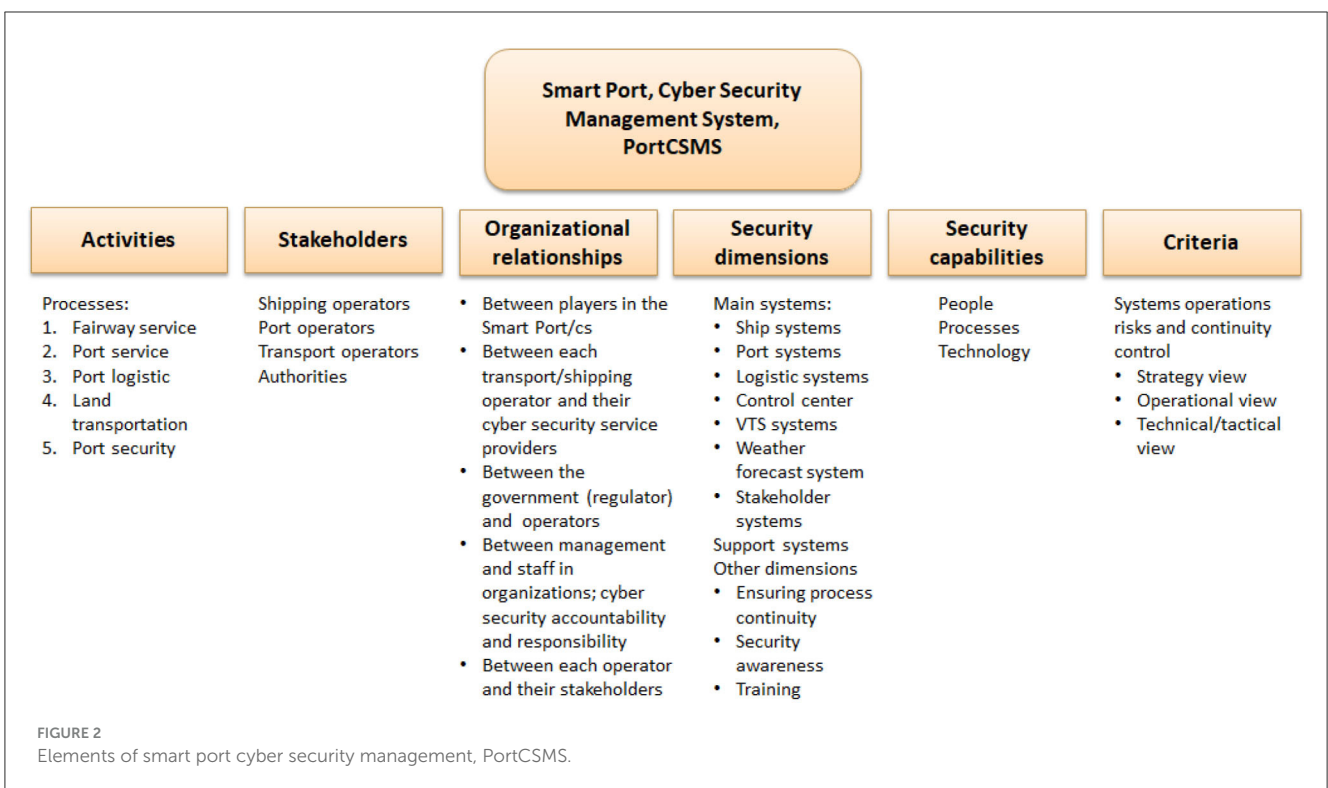 Smart Port, Cyber Security
Management System,
PortCSMS
Activities
Processes:
1. Fairway service
2. Port service
3. Port logistic
4. Land
transportation
5. Port security
Stakeholders
Shipping operators
Port operators
Transport operators
Authorities
Organizational
relationships
• Between players in the
Smart Port/cs
• Between each
transport/shipping
operator and their
cyber security service
providers
• Between the
government (regulator)
and operators
• Between management
and staff in
organizations; cyber
security accountability
and responsibility
• Between each operator
and their stakeholders
Security
dimensions
Main systems:
• Ship systems
• Port systems
• Logistic systems
• Control center
• VTS systems
• Weather
forecast system
• Stakeholder
systems
Support systems
Other dimensions
• Ensuring process
continuity
• Security
awareness
• Training
Security
capabilities
People
Processes
Technology
Criteria
Systems operations
risks and continuity
control
• Strategy view
• Operational view
• Technical/tactical
view
FIGURE 2
Elements of smart port cyber security management, PortCSMS.